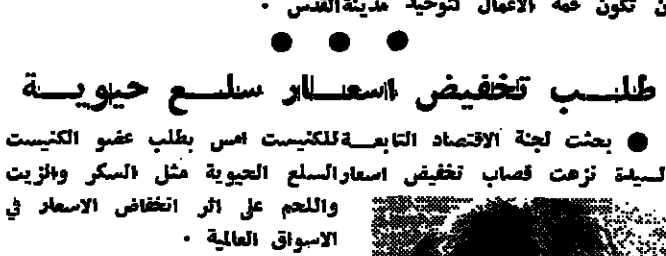 ن تكون قمة الاعمال لتوحيد مدينة القدس .
● ● ●
طلب تخفيض اسعار سلع حيوية
● بحثت لجنة الاقتصاد التابعة للكنيست امس بطلب عضو الكنيست
السيدة نزهت قصاب تخفيض اسعار السلع الحيوية مثل السكر والزيت
واللحم على اثر انخفاض الاسعار في
الاسواق العالمية .